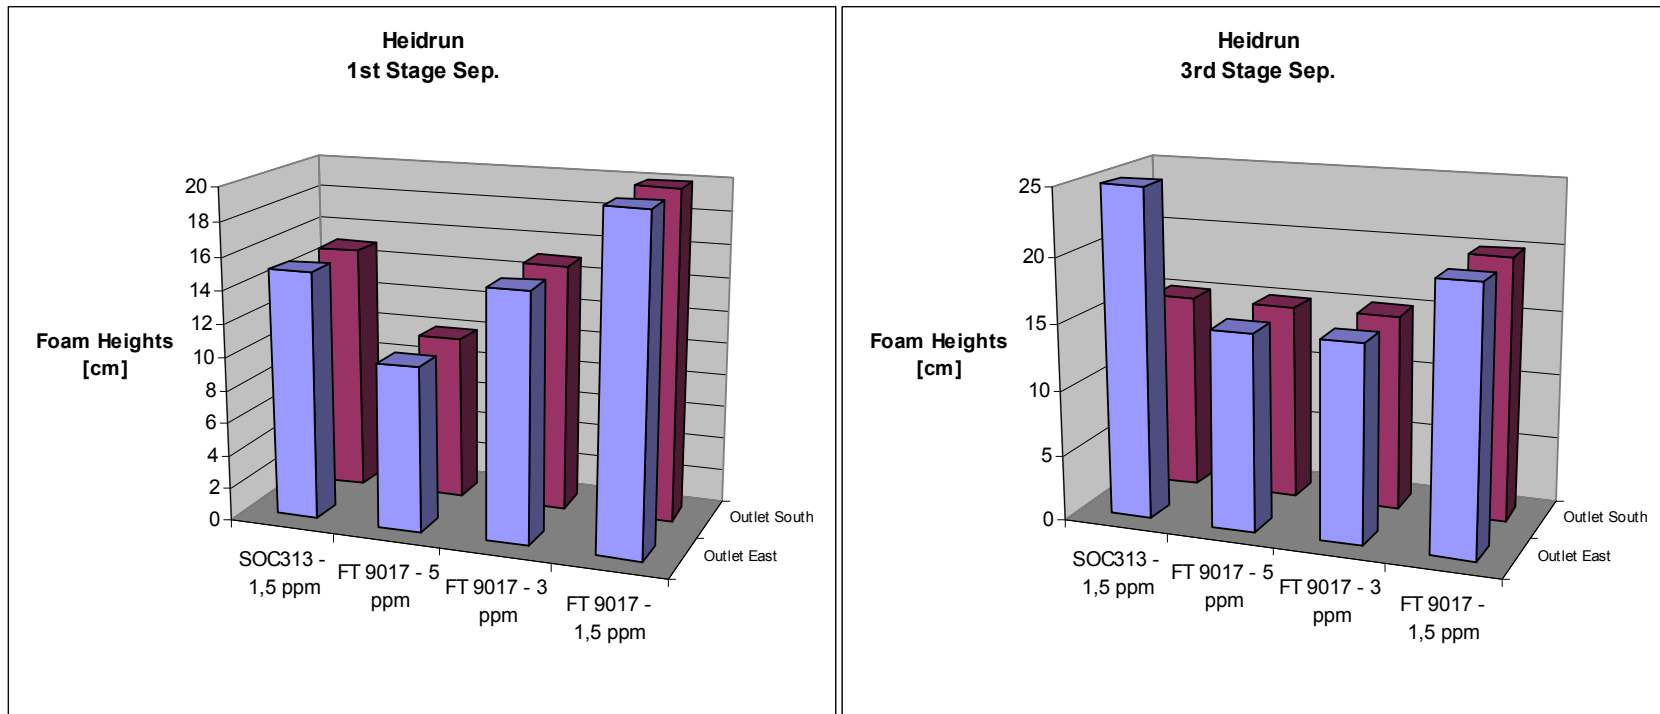 Heidrun
1st Stage Sep.
20
18
16
14
12
10
8
6
4
2
0
Foam Heights
[cm]
SOC313 -
1,5 ppm
FT 9017 - 5
ppm
FT 9017 - 3
ppm
FT 9017 -
1,5 ppm
Outlet South
Outlet East
Heidrun
3rd Stage Sep.
25
20
15
10
5
0
Foam Heights
[cm]
SOC313 -
1,5 ppm
FT 9017 - 5
ppm
FT 9017 - 3
ppm
FT 9017 -
1,5 ppm
Outlet South
Outlet East